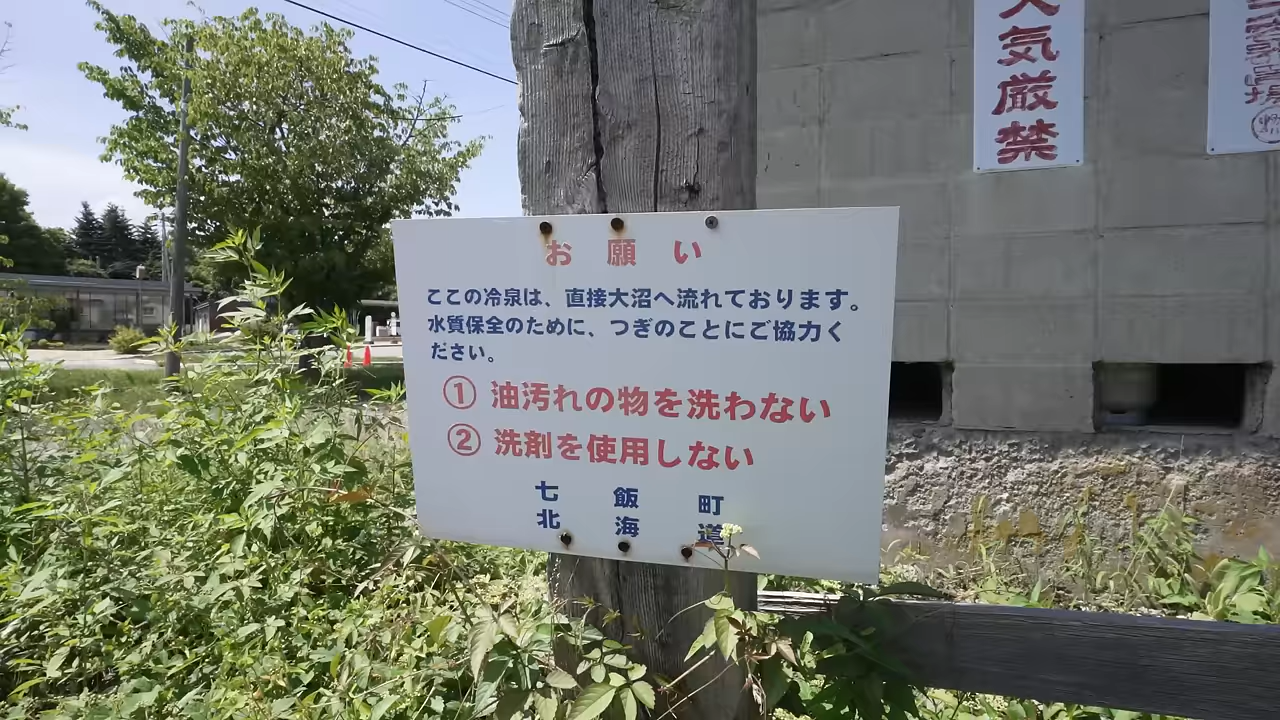 火気厳禁
お願い
ここの冷泉は、直接大沼へ流れております。
水質保全のために、つぎのことにご協力く
ださい。
① 油汚れの物を洗わない
② 洗剤を使用しない
七飯町
北海道